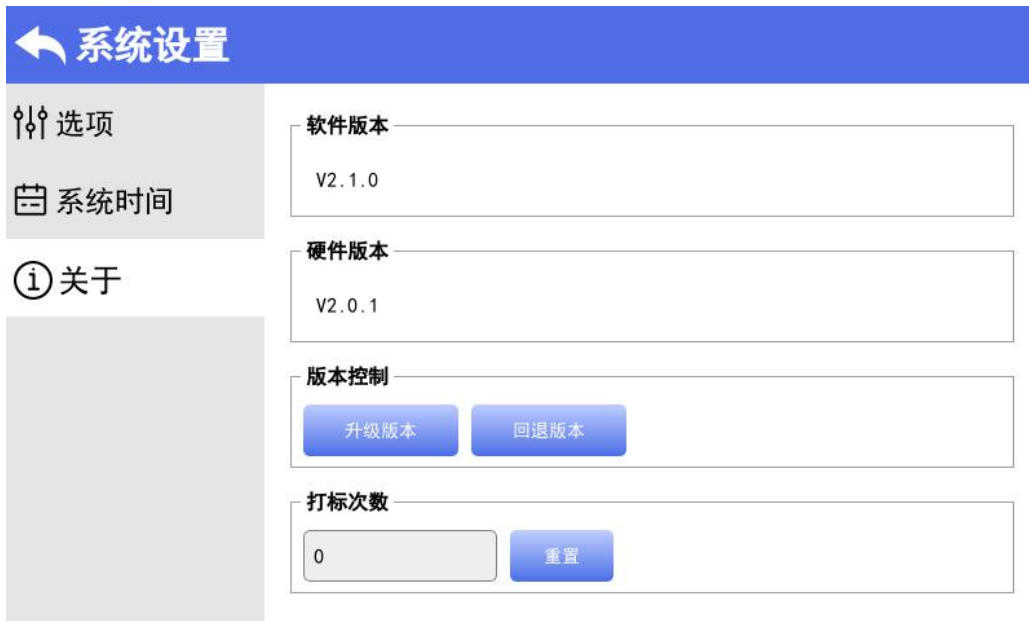 系统设置
选项
系统时间
关于
软件版本
V2.1.0
硬件版本
V2.0.1
版本控制
升级版本 回退版本
打标次数
0 重置